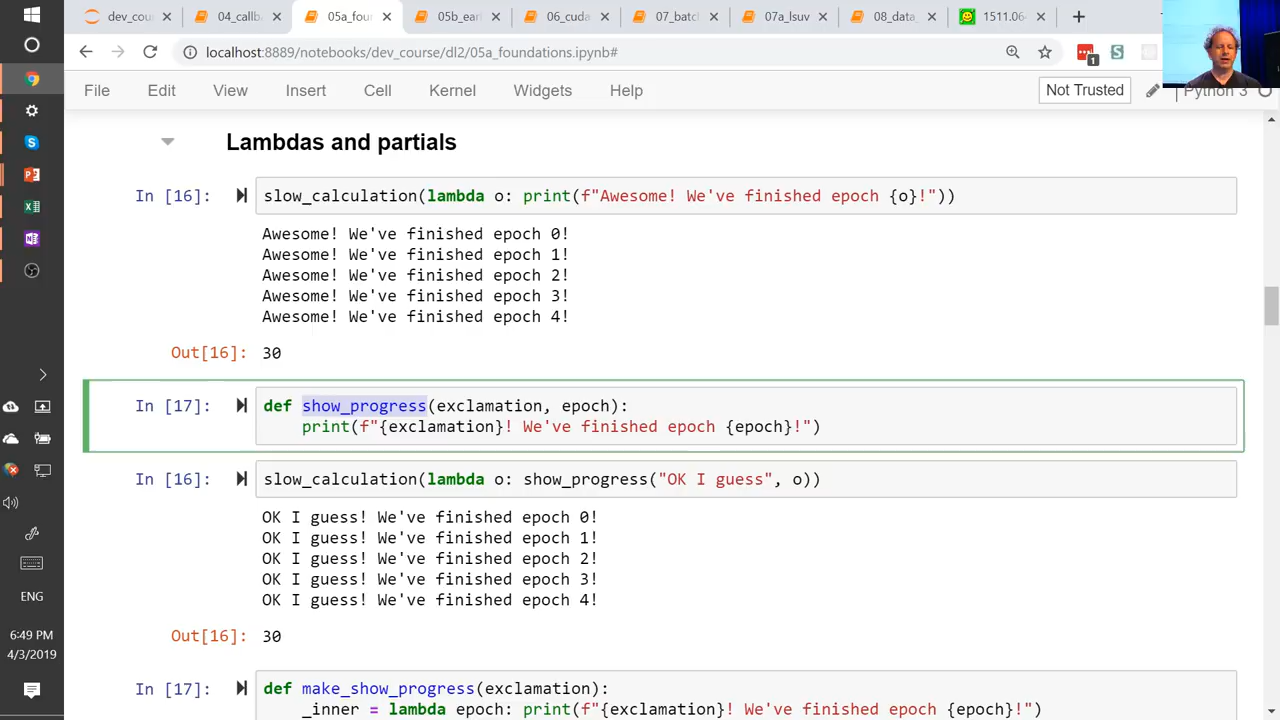 dev_cou
04_callb
05a_fou
05b_ear
06_cuda
07_batc
07a_lsuv
08_data_
1511.06
localhost:8889/notebooks/dev_course/dl2/05a_foundations.ipynb#
1
File Edit View Insert Cell Kernel Widgets Help
Not Trusted
Python 3
Lambdas and partials
In [16]: slow_calculation(lambda o: print(f"Awesome! We've finished epoch {o}!"))
Awesome! We've finished epoch 0!
Awesome! We've finished epoch 1!
Awesome! We've finished epoch 2!
Awesome! We've finished epoch 3!
Awesome! We've finished epoch 4!
Out[16]: 30
In [17]: def show_progress(exclamation, epoch):
print(f"{exclamation}! We've finished epoch {epoch}!")
In [16]: slow_calculation(lambda o: show_progress("OK I guess", o))
OK I guess! We've finished epoch 0!
OK I guess! We've finished epoch 1!
OK I guess! We've finished epoch 2!
OK I guess! We've finished epoch 3!
OK I guess! We've finished epoch 4!
Out[16]: 30
In [17]: def make_show_progress(exclamation):
_inner = lambda epoch: print(f"{exclamation}! We've finished epoch {epoch}!")
ENG
6:49 PM
4/3/2019